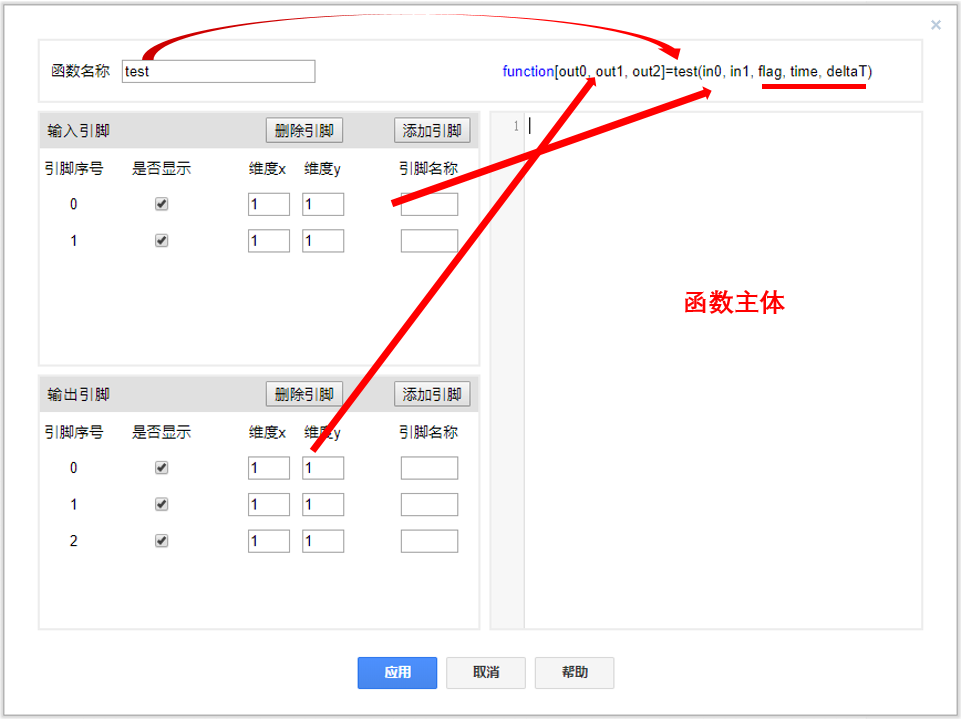 ×
函数名称 test function[out0, out1, out2]=test(in0, in1, flag, time, deltaT)
输入引脚 删除引脚 添加引脚
引脚序号 是否显示 维度x 维度y 引脚名称
0 1 1
1 1 1
1
函数主体
输出引脚 删除引脚 添加引脚
引脚序号 是否显示 维度x 维度y 引脚名称
0 1 1
1 1 1
2 1 1
应用 取消 帮助